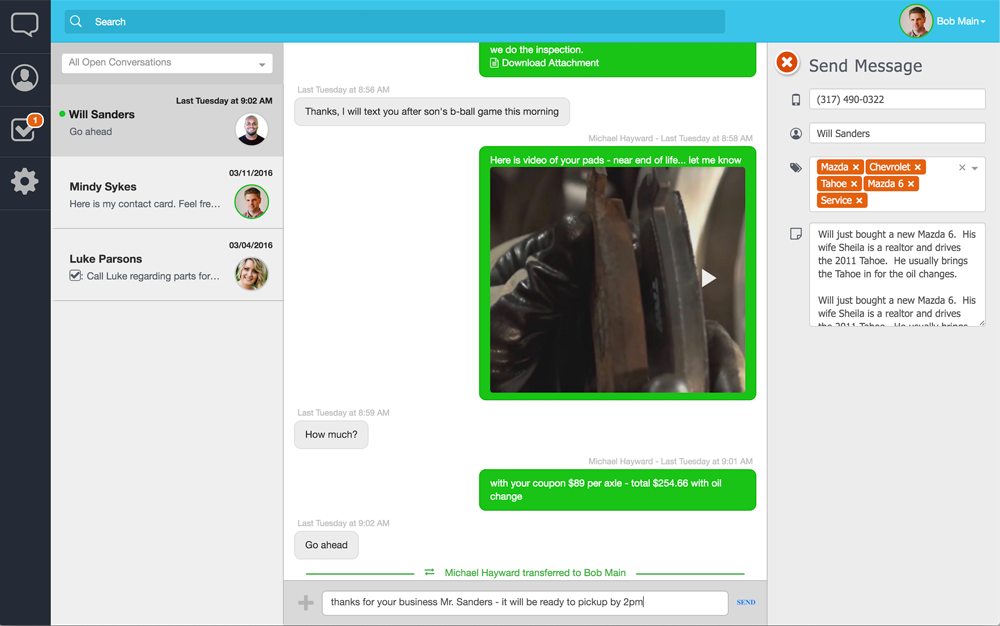 Search
Bob Main
1
All Open Conversations
Last Tuesday at 9:02 AM
Will Sanders
Go ahead
03/11/2016
Mindy Sykes
Here is my contact card. Feel fre...
03/04/2016
Luke Parsons
: Call Luke regarding parts for...
we do the inspection.
Download Attachment
Last Tuesday at 8:56 AM
Thanks, I will text you after son's b-ball game this morning
Michael Hayward - Last Tuesday at 8:58 AM
Here is video of your pads - near end of life... let me know
Last Tuesday at 8:59 AM
How much?
Michael Hayward - Last Tuesday at 9:01 AM
with your coupon $89 per axle - total $254.66 with oil
change
Last Tuesday at 9:02 AM
Go ahead
Michael Hayward transferred to Bob Main
thanks for your business Mr. Sanders - it will be ready to pickup by 2pm
SEND
Send Message
(317) 490-0322
Will Sanders
Mazda × Chevrolet ×
Tahoe × Mazda 6 ×
Service ×
Will just bought a new Mazda 6. His
wife Sheila is a realtor and drives
the 2011 Tahoe. He usually brings
the Tahoe in for the oil changes.
Will just bought a new Mazda 6. His
wife Sheila is a realtor and drives
the 2011 Tahoe. He usually brings